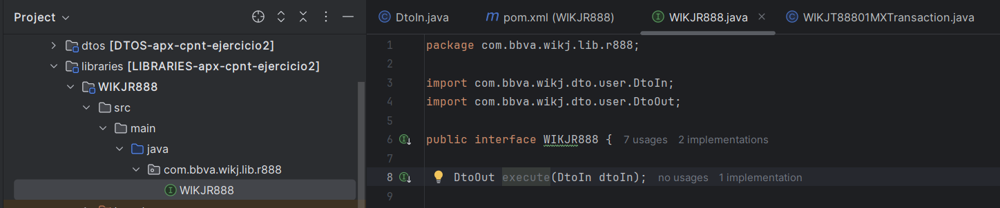 Project
dtos [DTOS-apx-cpnt-ejercicio2]
libraries [LIBRARIES-apx-cpnt-ejercicio2]
WIKJR888
src
main
java
com.bbva.wikj.lib.r888
WIKJR888
DtoIn.java pom.xml (WIKJR888) WIKJR888.java WIKJT88801MXTransaction.java
1 package com.bbva.wikj.lib.r888;
2
3 import com.bbva.wikj.dto.user.DtoIn;
4 import com.bbva.wikj.dto.user.DtoOut;
5
6 public interface WIKJR888 { 7 usages 2 implementations
7
8 DtoOut execute(DtoIn dtoIn); no usages 1 implementation
9